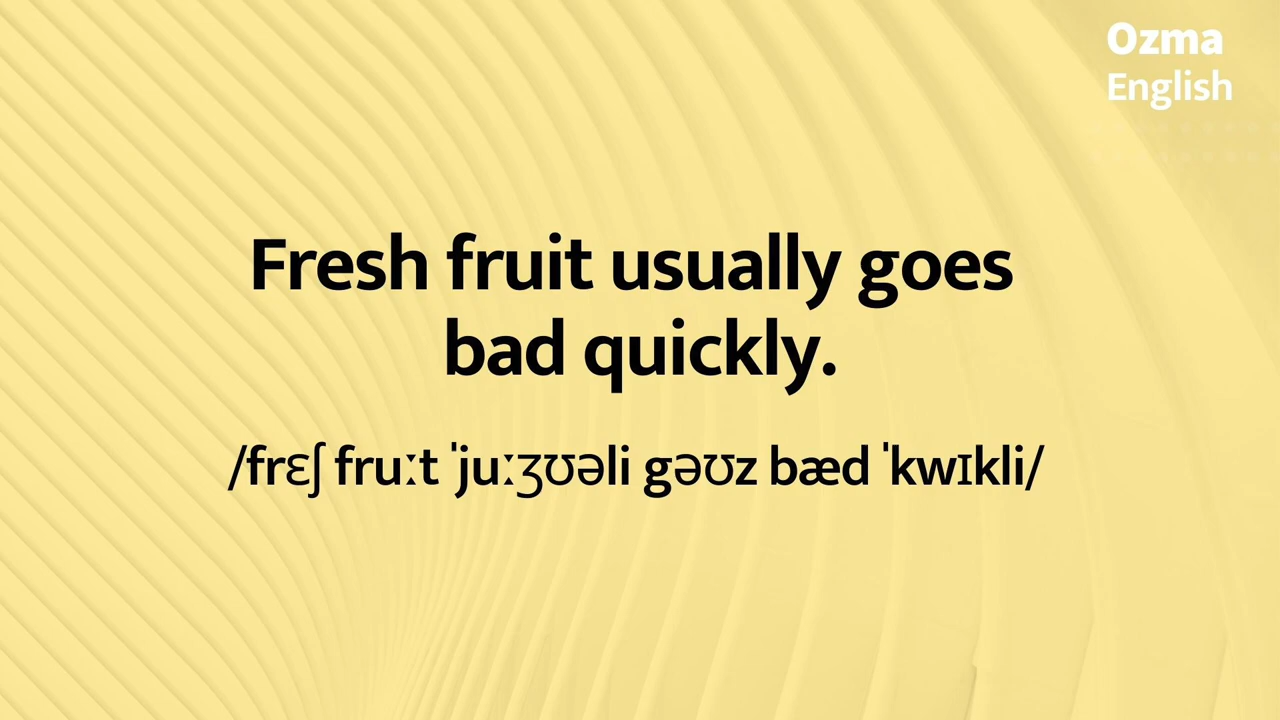 Ozma
English
Fresh fruit usually goes
bad quickly.
/frɛʃ fruːt ˈjuːʒʊəli gəʊz bæd ˈkwɪkli/